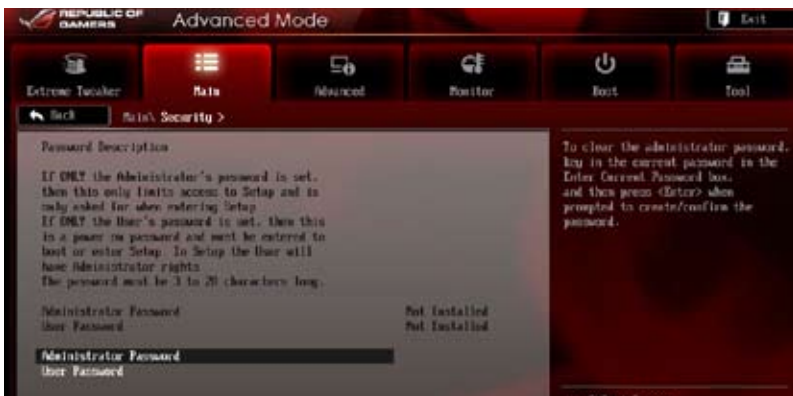 REPUBLIC OF
GAMERS
Advanced Mode
Exit
Extreme Tweaker
Main
Advanced
Monitor
Boot
Tool
Back
Main\ Security >
Password Description
If ONLY the Administrator's password is set,
then this only limits access to Setup and is
only asked for when entering Setup
If ONLY the User's password is set, then this
is a power on password and must be entered to
boot or enter Setup. In Setup the User will
have Administrator rights
The password must be 3 to 20 characters long.
Administrator Password
Not Installed
User Password
Not Installed
Administrator Password
User Password
To clear the administrator password,
key in the current password in the
Enter Current Password box,
and then press <Enter> when
prompted to create/confirm the
password.